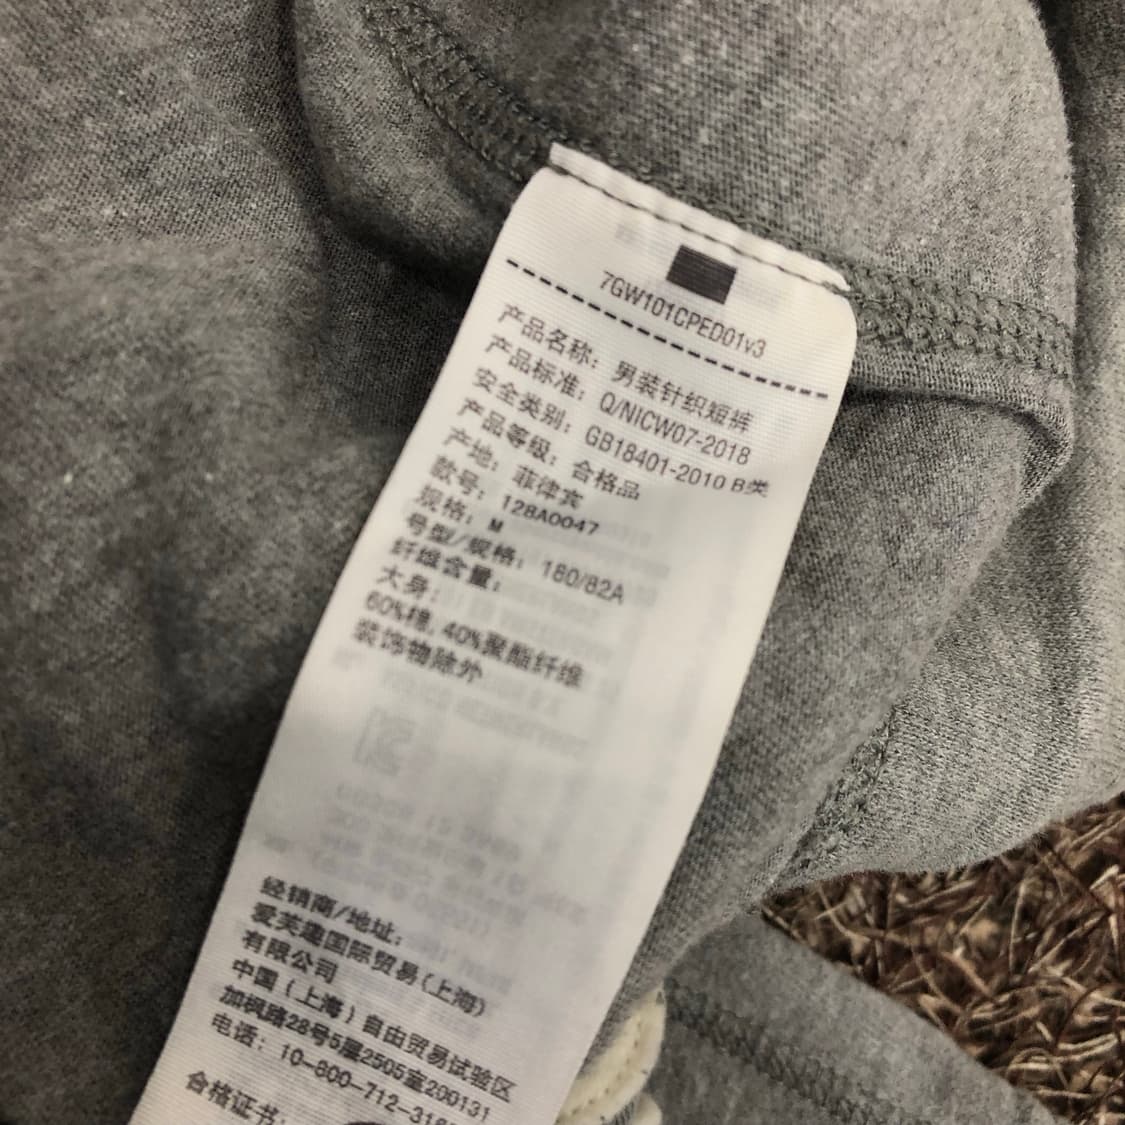 7GW101CPED01v3
产品名称：男装针织短裤
产品标准：Q/NICW07-2018
安全类别：GB18401-2010 B类
产品等级：合格品
产地：菲律宾
款号：128A0047
规格：M
号型/规格：180/82A
纤维含量：
大身：
60%棉, 40%聚酯纤维
装饰物除外
经销商/地址：
爱芙趣国际贸易(上海)
有限公司
中国（上海）自由贸易试验区
加枫路28号5层2505室200131
电话：10-800-712-316
合格证书：